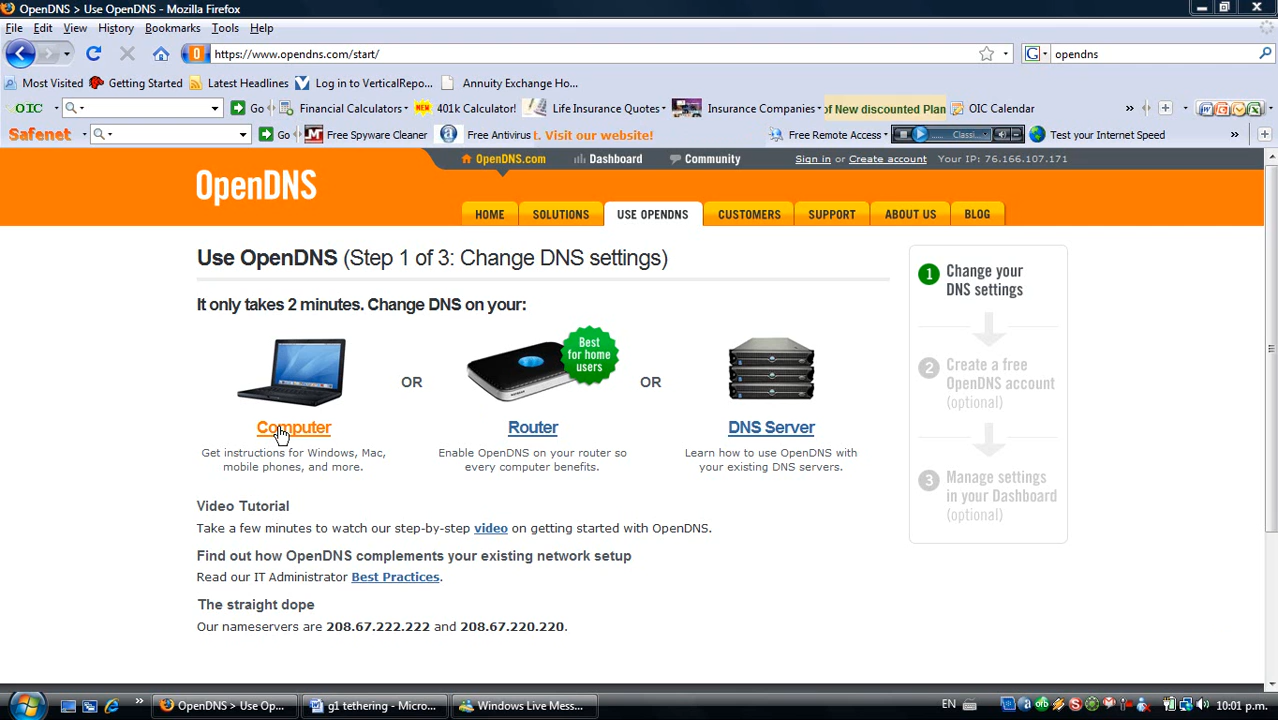 OpenDNS > Use OpenDNS - Mozilla Firefox
File Edit View History Bookmarks Tools Help
https://www.opendns.com/start/
opendns
Most Visited Getting Started Latest Headlines Log in to VerticalRepo... Annuity Exchange Ho...
OIC Go Financial Calculators NEW 401k Calculator! Life Insurance Quotes Insurance Companies of New discounted Plan OIC Calendar
Safenet Go Free Spyware Cleaner Free Antivirus t. Visit our website! Free Remote Access Classi... Test your Internet Speed
OpenDNS.com Dashboard Community Sign in or Create account Your IP: 76.166.107.171
OpenDNS
HOME SOLUTIONS USE OPENDNS CUSTOMERS SUPPORT ABOUT US BLOG
Use OpenDNS (Step 1 of 3: Change DNS settings)
It only takes 2 minutes. Change DNS on your:
Best
for home
users
OR OR
Computer Router DNS Server
Get instructions for Windows, Mac,
mobile phones, and more.
Enable OpenDNS on your router so
every computer benefits.
Learn how to use OpenDNS with
your existing DNS servers.
Video Tutorial
Take a few minutes to watch our step-by-step video on getting started with OpenDNS.
Find out how OpenDNS complements your existing network setup
Read our IT Administrator Best Practices.
The straight dope
Our nameservers are 208.67.222.222 and 208.67.220.220.
1 Change your
DNS settings
2 Create a free
OpenDNS account
(optional)
3 Manage settings
in your Dashboard
(optional)
OpenDNS > Use Op... g1 tethering - Micro... Windows Live Mess... EN 10:01 p.m.